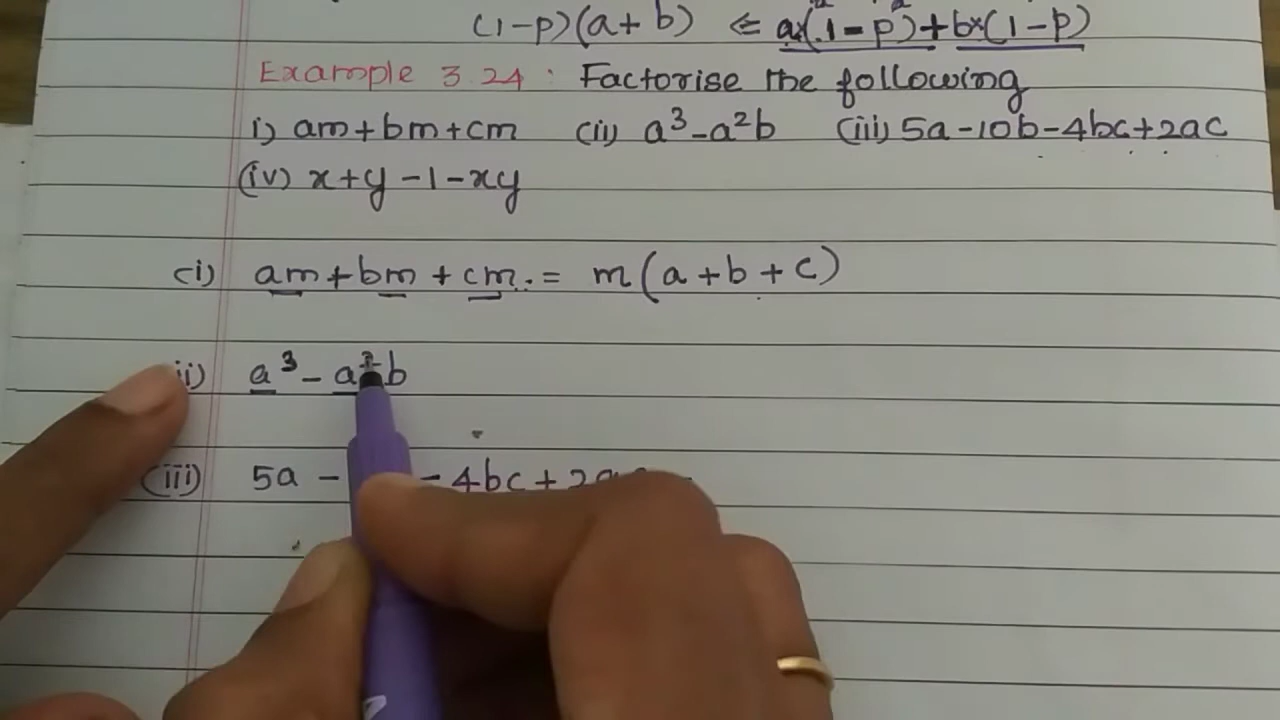 (1-p)(a+b) ⇐ a×(1-p)+b×(1-p)
Example 3.24 : Factorise the following
i) am+bm+cm (ii) a³-a²b (iii) 5a-10b-4bc+2ac
(iv) x+y-1-xy
(i) am+bm+cm. = m(a+b+c)
ii) a³-a²b
(iii) 5a - -4bc+2a